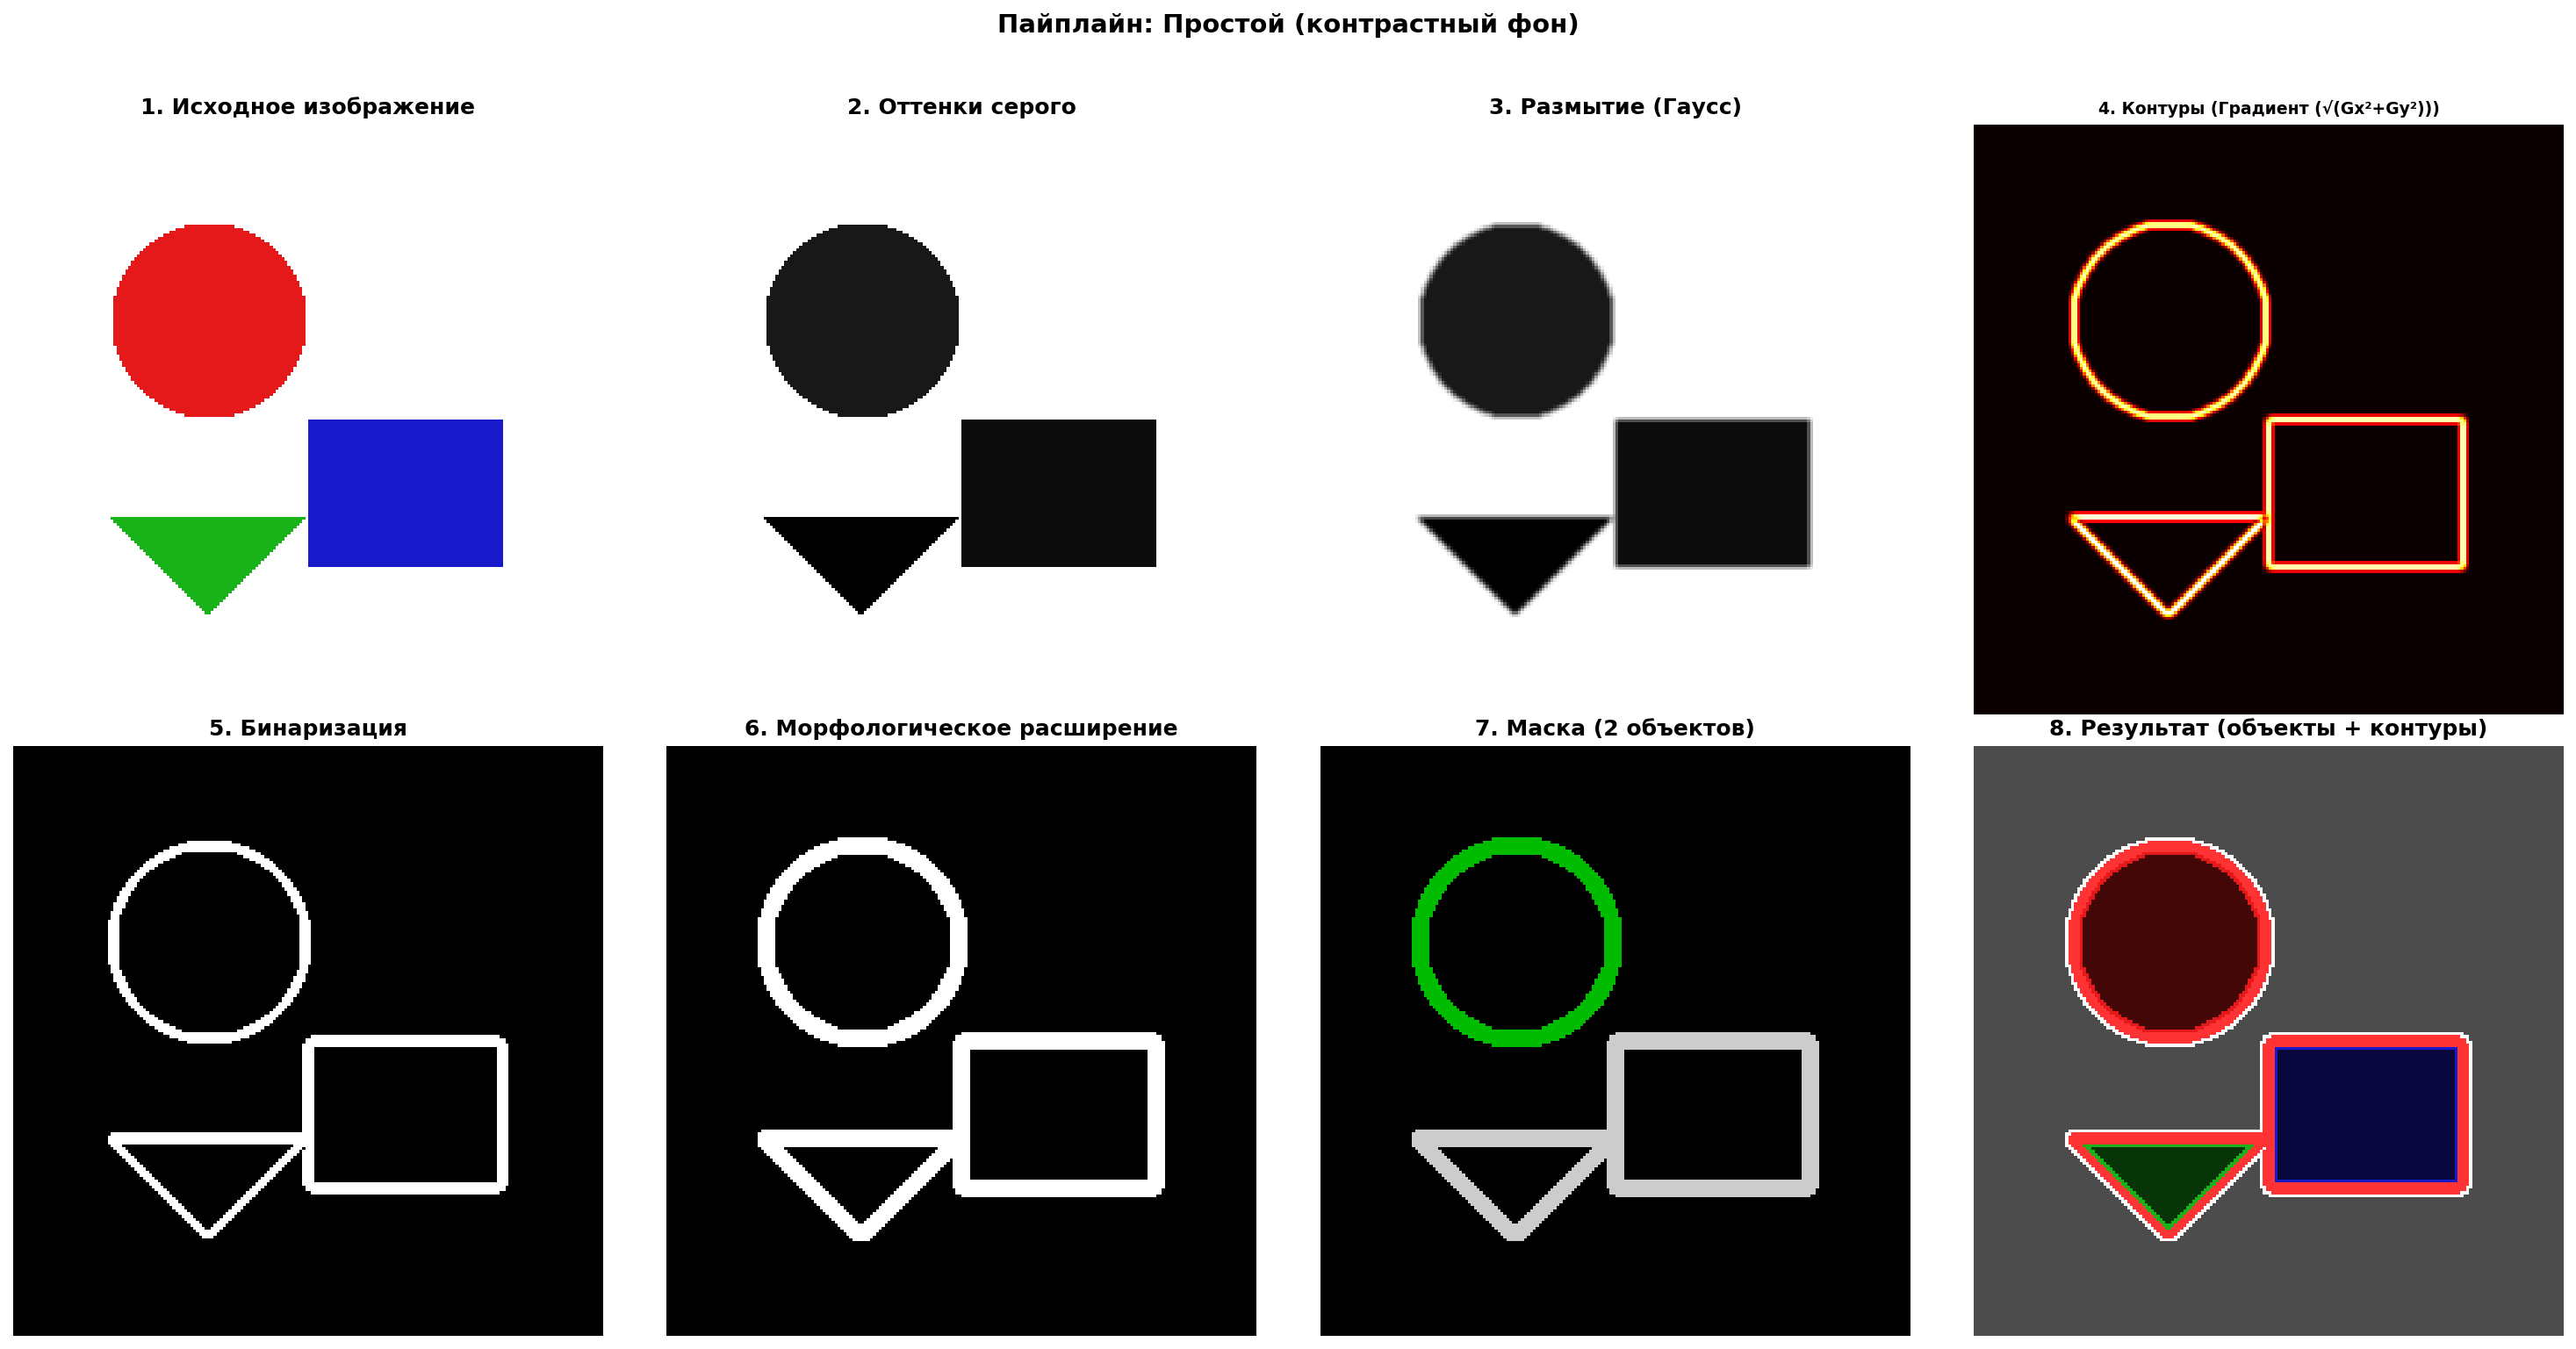 Пайплайн: Простой (контрастный фон)
1. Исходное изображение
2. Оттенки серого
3. Размытие (Гаусс)
4. Контуры (Градиент (√(Gx²+Gy²)))
5. Бинаризация
6. Морфологическое расширение
7. Маска (2 объектов)
8. Результат (объекты + контуры)